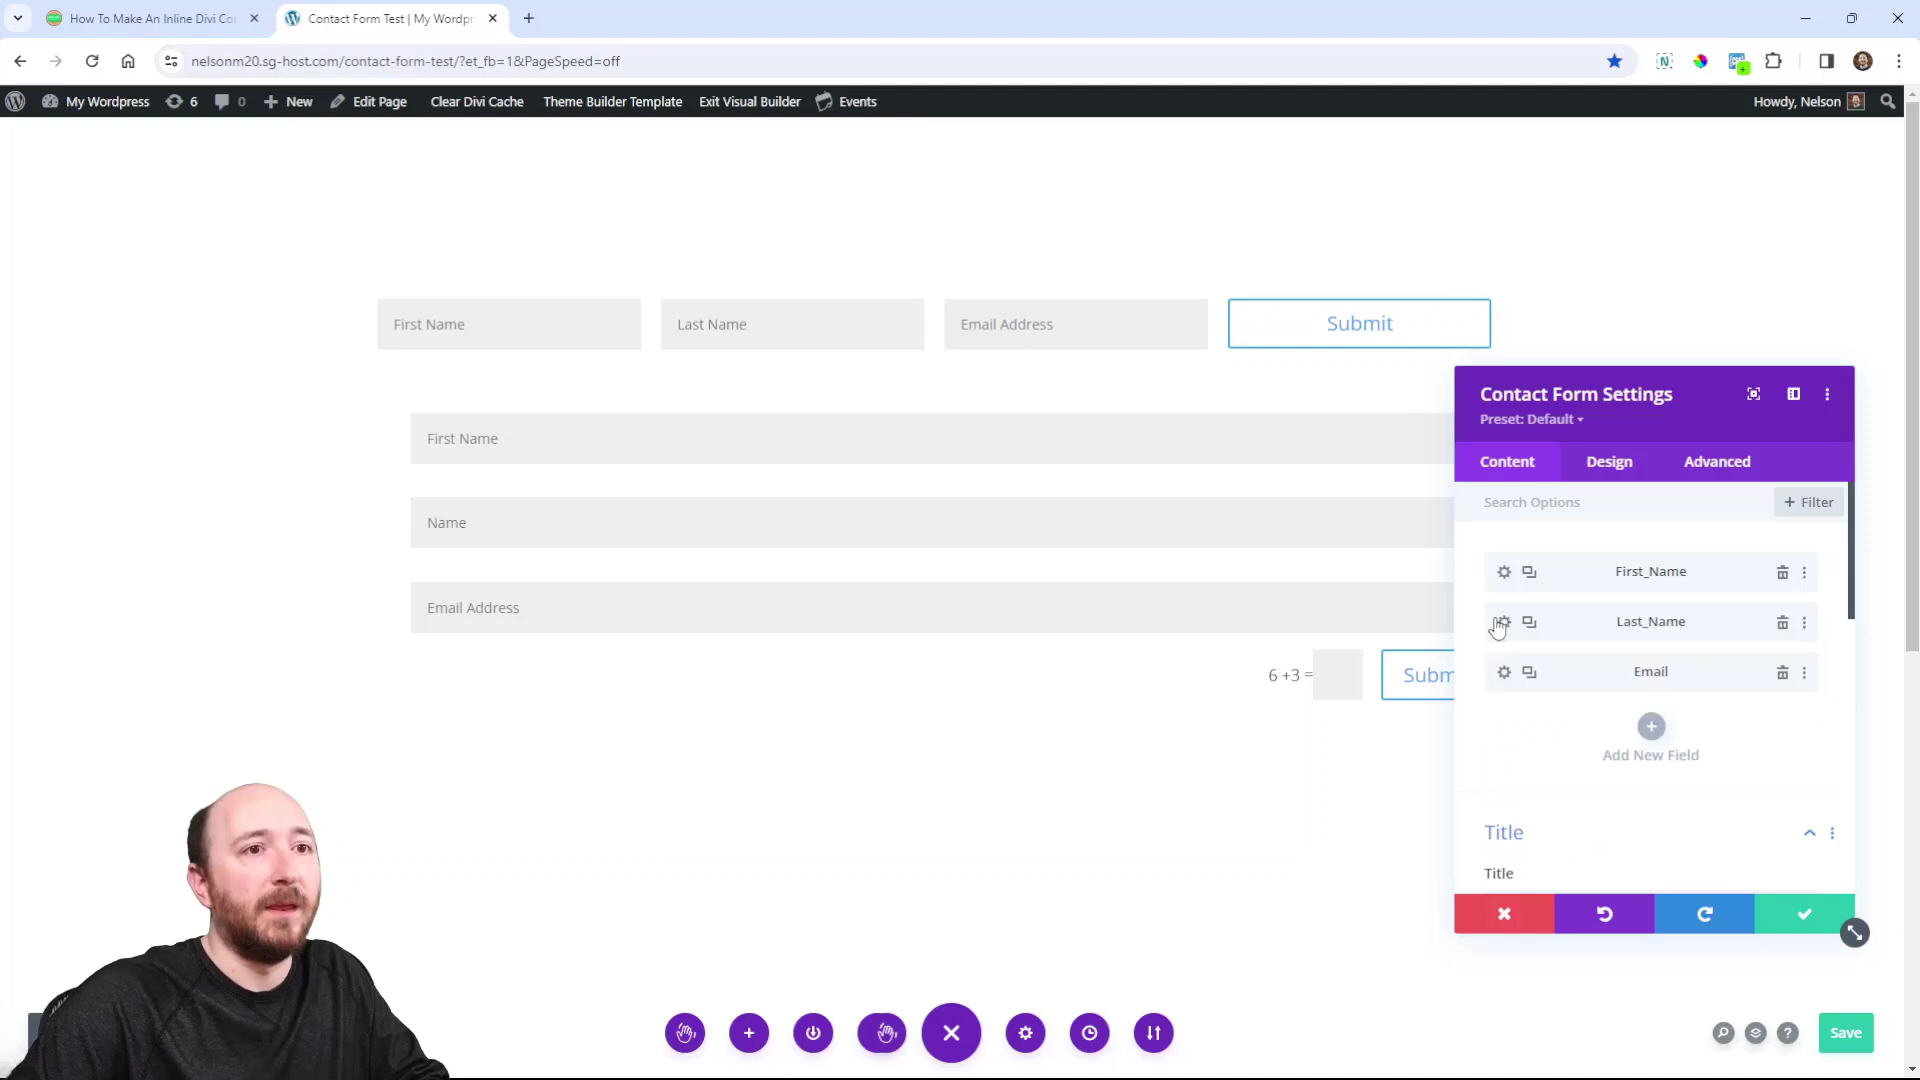 How To Make An Inline Divi Co
Contact Form Test | My Wordpr
nelsonm20.sg-host.com/contact-form-test/?et_fb=1&PageSpeed=off
My Wordpress 6 0 New Edit Page Clear Divi Cache Theme Builder Template Exit Visual Builder Events Howdy, Nelson
First Name Last Name Email Address Submit
Contact Form Settings
Preset: Default
Content Design Advanced
First Name
Search Options + Filter
Name
First_Name
Email Address
Last_Name
6 +3 = Subm
Email
Add New Field
Title
Title
Save